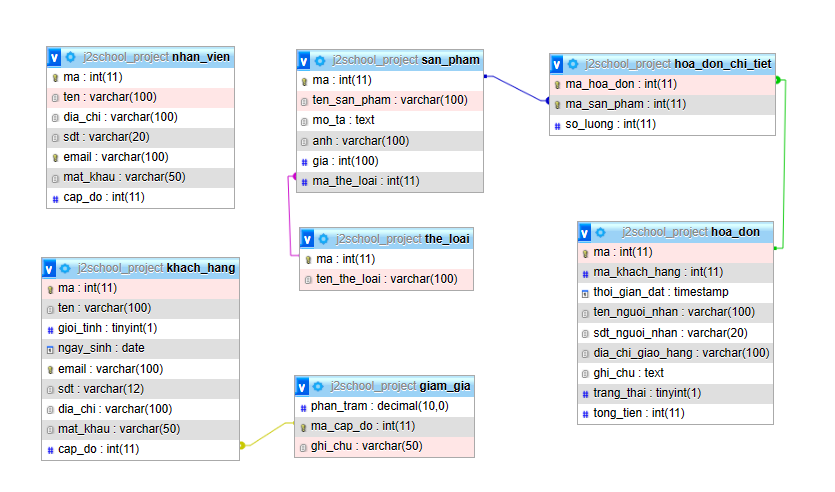 j2school_project nhan_vien
ma : int(11)
ten : varchar(100)
dia_chi : varchar(100)
sdt : varchar(20)
email : varchar(100)
mat_khau : varchar(50)
cap_do : int(11)
j2school_project san_pham
ma : int(11)
ten_san_pham : varchar(100)
mo_ta : text
anh : varchar(100)
gia : int(100)
ma_the_loai : int(11)
j2school_project hoa_don_chi_tiet
ma_hoa_don : int(11)
ma_san_pham : int(11)
so_luong : int(11)
j2school_project the_loai
ma : int(11)
ten_the_loai : varchar(100)
j2school_project hoa_don
ma : int(11)
ma_khach_hang : int(11)
thoi_gian_dat : timestamp
ten_nguoi_nhan : varchar(100)
sdt_nguoi_nhan : varchar(20)
dia_chi_giao_hang : varchar(100)
ghi_chu : text
trang_thai : tinyint(1)
tong_tien : int(11)
j2school_project khach_hang
ma : int(11)
ten : varchar(100)
gioi_tinh : tinyint(1)
ngay_sinh : date
email : varchar(100)
sdt : varchar(12)
dia_chi : varchar(100)
mat_khau : varchar(50)
cap_do : int(11)
j2school_project giam_gia
phan_tram : decimal(10,0)
ma_cap_do : int(11)
ghi_chu : varchar(50)